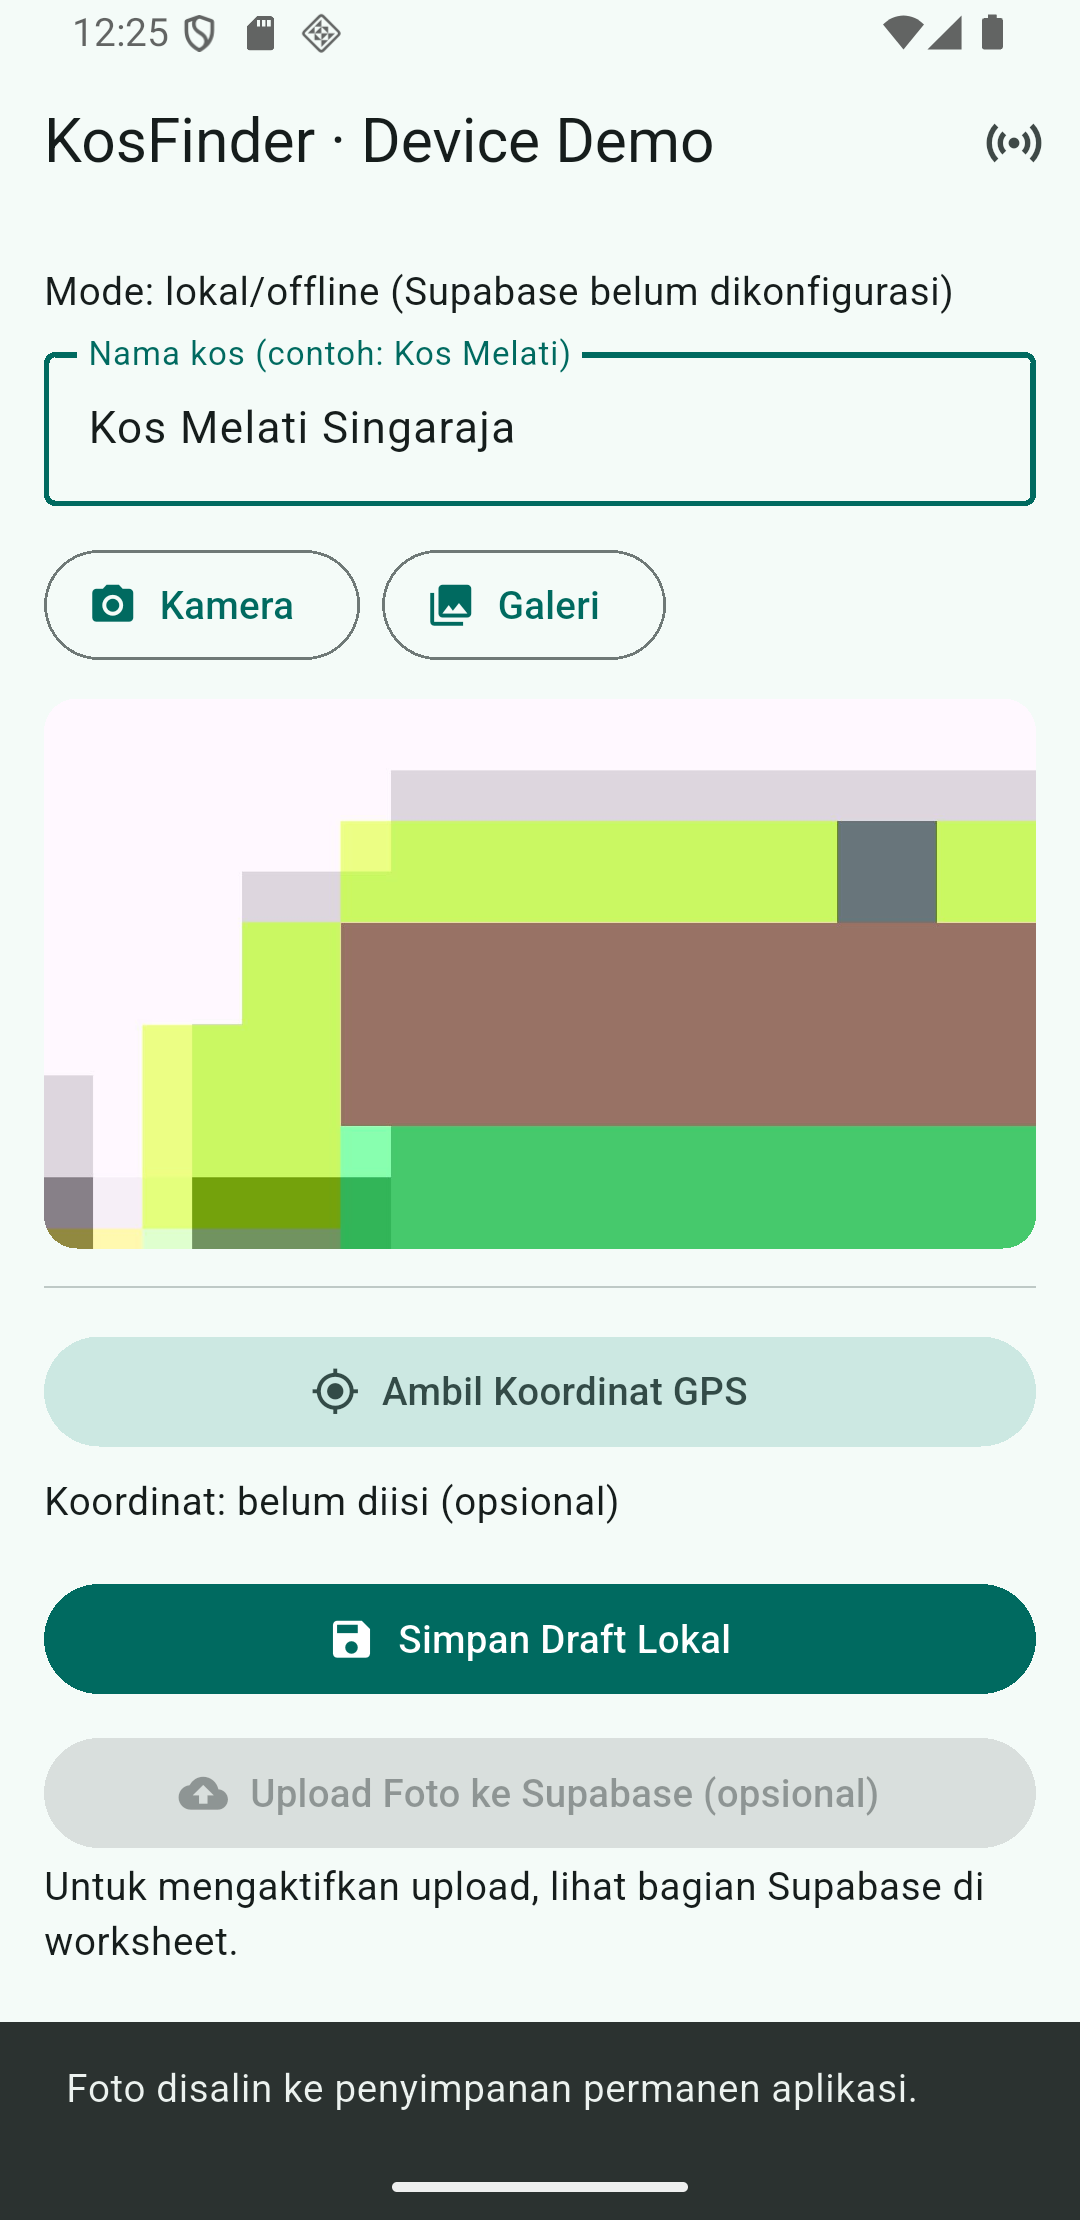 12:25
KosFinder · Device Demo
Mode: lokal/offline (Supabase belum dikonfigurasi)
Nama kos (contoh: Kos Melati)
Kos Melati Singaraja
Kamera
Galeri
Ambil Koordinat GPS
Koordinat: belum diisi (opsional)
Simpan Draft Lokal
Upload Foto ke Supabase (opsional)
Untuk mengaktifkan upload, lihat bagian Supabase di
worksheet.
Foto disalin ke penyimpanan permanen aplikasi.